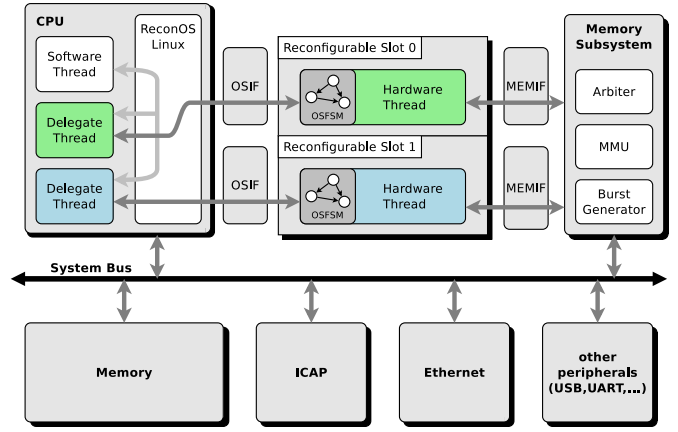 CPU
ReconOS
Linux
Software
Thread
Delegate
Thread
Delegate
Thread
OSIF
OSIF
Reconfigurable Slot 0
OSFSM
Hardware
Thread
Reconfigurable Slot 1
OSFSM
Hardware
Thread
MEMIF
MEMIF
Memory
Subsystem
Arbiter
MMU
Burst
Generator
System Bus
Memory
ICAP
Ethernet
other
peripherals
(USB,UART,...)